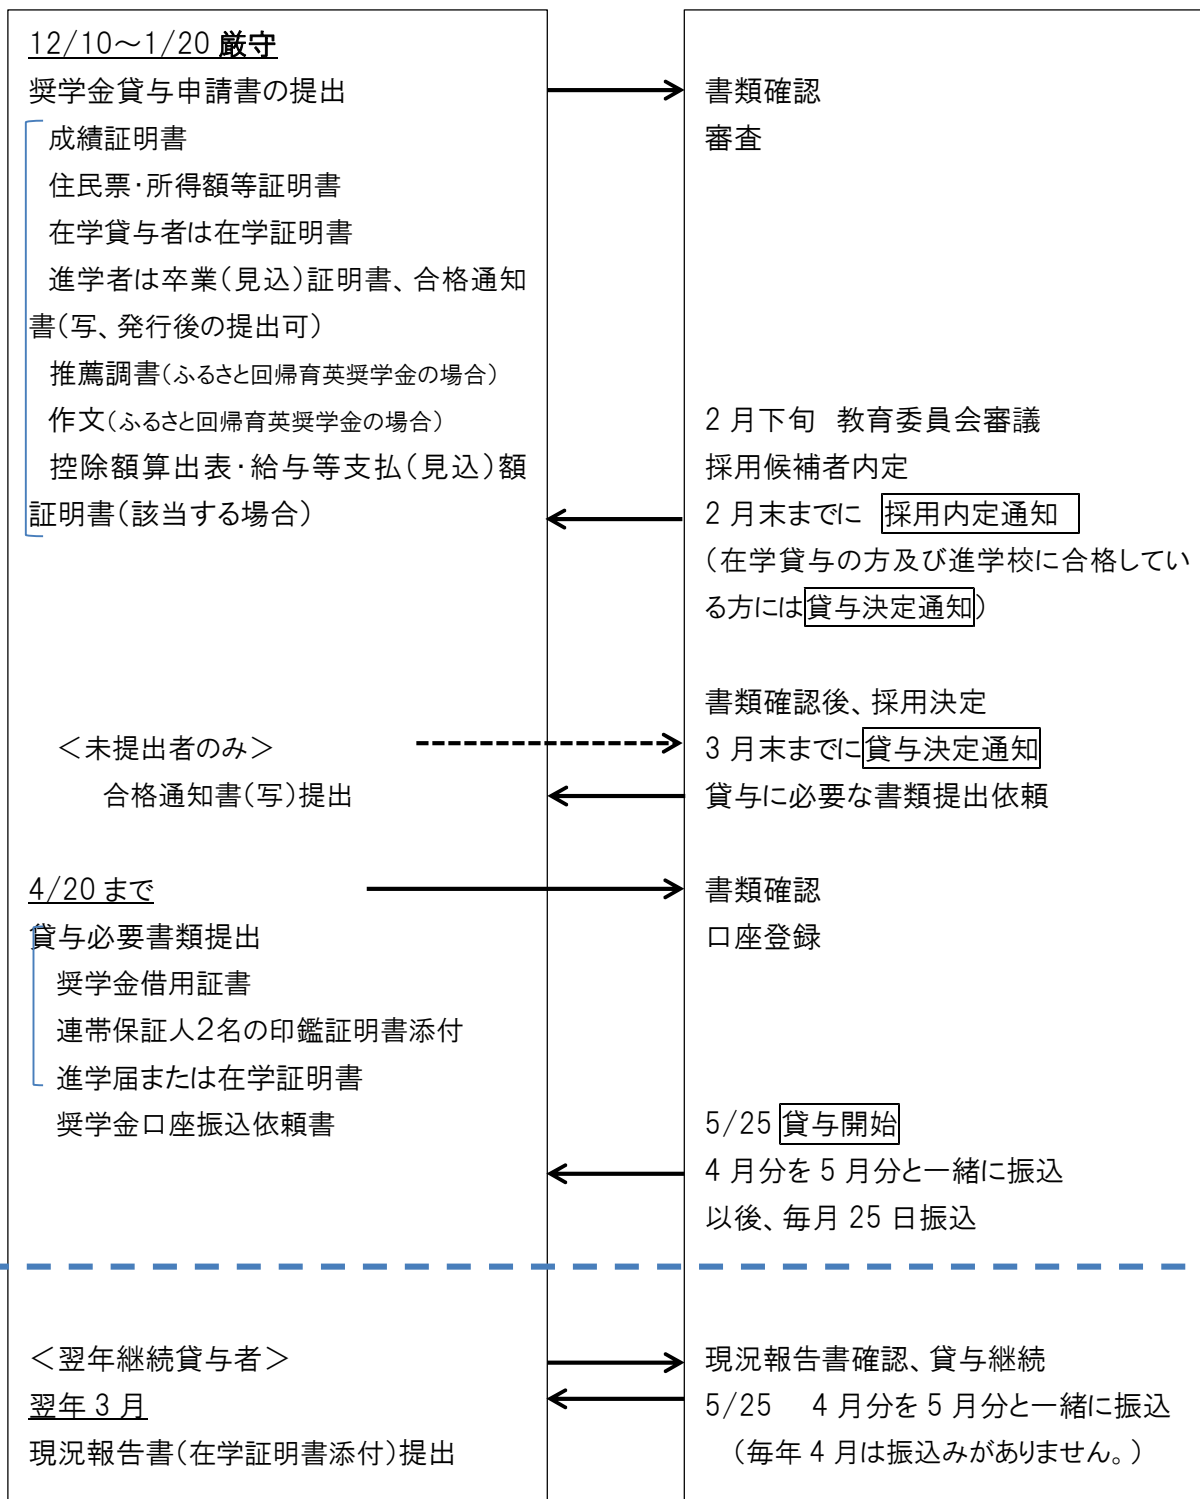 12/10～1/20 厳守
奨学金貸与申請書の提出
成績証明書
住民票・所得額等証明書
在学貸与者は在学証明書
進学者は卒業（見込）証明書、合格通知
書（写、発行後の提出可）
推薦調書（ふるさと回帰育英奨学金の場合）
作文（ふるさと回帰育英奨学金の場合）
控除額算出表・給与等支払（見込）額
証明書（該当する場合）
＜未提出者のみ＞
合格通知書（写）提出
4/20 まで
貸与必要書類提出
奨学金借用証書
連帯保証人２名の印鑑証明書添付
進学届または在学証明書
奨学金口座振込依頼書
＜翌年継続貸与者＞
翌年 3 月
現況報告書（在学証明書添付）提出
書類確認
審査
2 月下旬　教育委員会審議
採用候補者内定
2 月末までに　採用内定通知
（在学貸与の方及び進学校に合格してい
る方には貸与決定通知）
書類確認後、採用決定
3 月末までに貸与決定通知
貸与に必要な書類提出依頼
書類確認
口座登録
5/25 貸与開始
4 月分を 5 月分と一緒に振込
以後、毎月 25 日振込
現況報告書確認、貸与継続
5/25　4 月分を 5 月分と一緒に振込
（毎年 4 月は振込みがありません。）